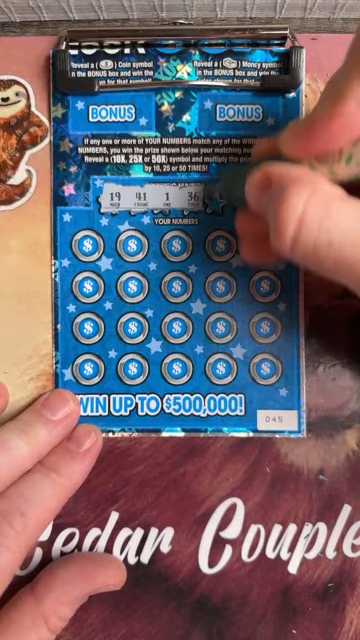 Reveal a Coin symbol
in the BONUS box and win the
Reveal a Money symbol
in the BONUS box and win the
BONUS
BONUS
If any one or more of YOUR NUMBERS match any of the
NUMBERS, you win the prize shown below your matching
Reveal a (10X, 25X or 50X) symbol and multiply the
by 10, 25 or 50 TIMES!
19 41 1 36
ONE
YOUR NUMBERS
WIN UP TO $500,000!
045
Cedar Couple